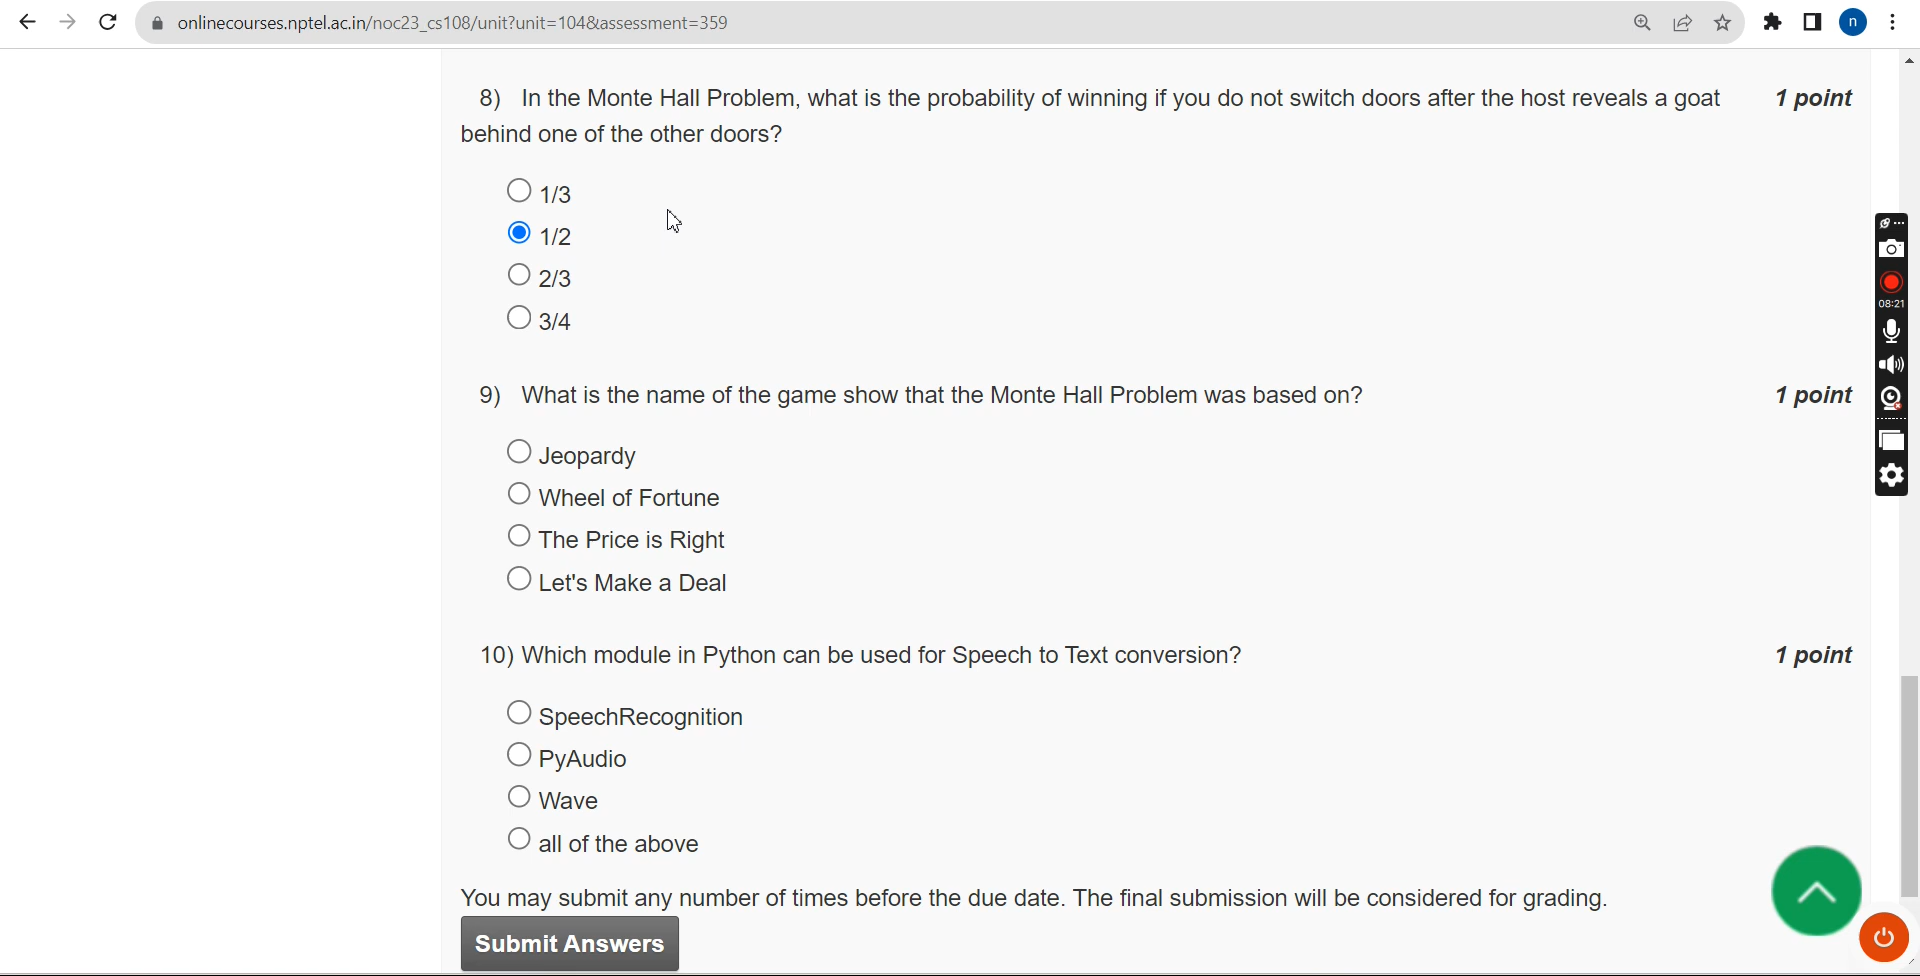 onlinecourses.nptel.ac.in/noc23_cs108/unit?unit=104&assessment=359
n
8) In the Monte Hall Problem, what is the probability of winning if you do not switch doors after the host reveals a goat 1 point
behind one of the other doors?
1/3
1/2
2/3
3/4
08:21
9) What is the name of the game show that the Monte Hall Problem was based on? 1 point
Jeopardy
Wheel of Fortune
The Price is Right
Let's Make a Deal
10) Which module in Python can be used for Speech to Text conversion? 1 point
SpeechRecognition
PyAudio
Wave
all of the above
You may submit any number of times before the due date. The final submission will be considered for grading.
Submit Answers